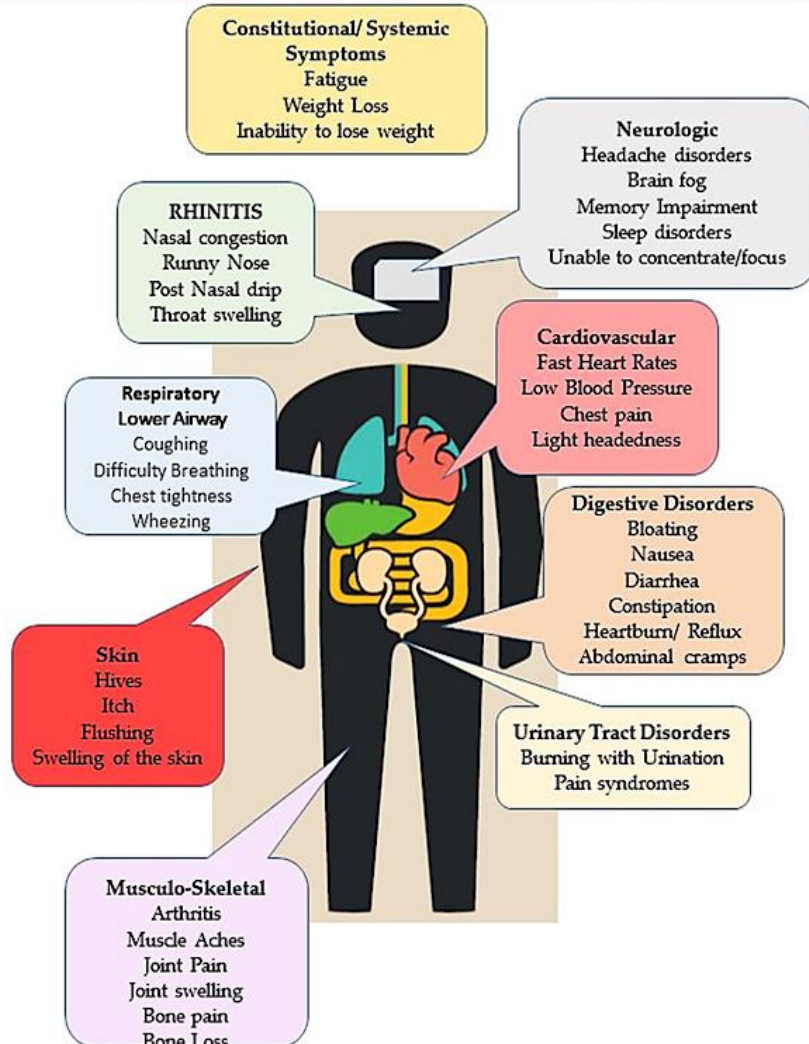 Constitutional/ Systemic
Symptoms
Fatigue
Weight Loss
Inability to lose weight
Neurologic
Headache disorders
Brain fog
Memory Impairment
Sleep disorders
Unable to concentrate/focus
RHINITIS
Nasal congestion
Runny Nose
Post Nasal drip
Throat swelling
Cardiovascular
Fast Heart Rates
Low Blood Pressure
Chest pain
Light headedness
Respiratory
Lower Airway
Coughing
Difficulty Breathing
Chest tightness
Wheezing
Digestive Disorders
Bloating
Nausea
Diarrhea
Constipation
Heartburn/ Reflux
Abdominal cramps
Skin
Hives
Itch
Flushing
Swelling of the skin
Urinary Tract Disorders
Burning with Urination
Pain syndromes
Musculo-Skeletal
Arthritis
Muscle Aches
Joint Pain
Joint swelling
Bone pain
Bone Loss